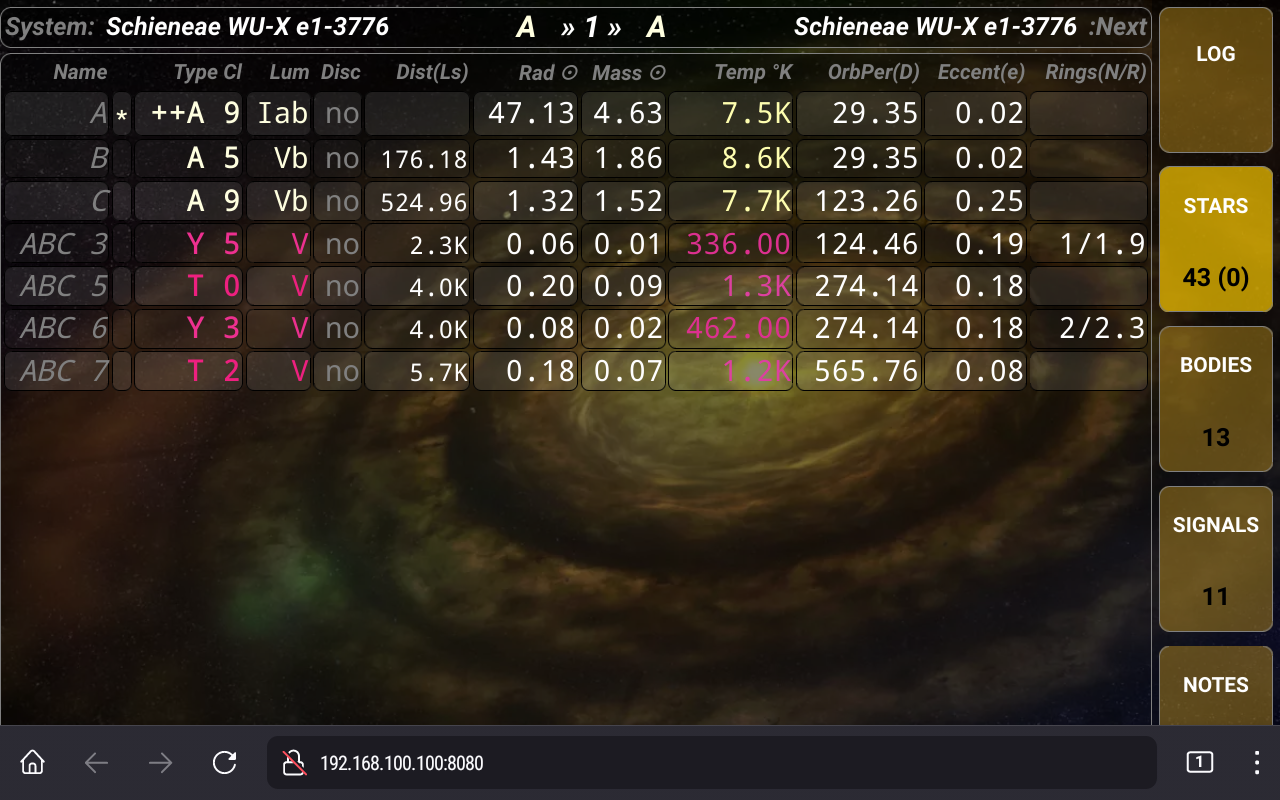 System: Schieneae WU-X e1-3776 A » 1 » A Schieneae WU-X e1-3776 :Next
Name Type Cl Lum Disc Dist(Ls) Rad ⊙ Mass ⊙ Temp °K OrbPer(D) Eccent(e) Rings(N/R)
A * ++A 9 Iab no 47.13 4.63 7.5K 29.35 0.02
B A 5 Vb no 176.18 1.43 1.86 8.6K 29.35 0.02
C A 9 Vb no 524.96 1.32 1.52 7.7K 123.26 0.25
ABC 3 Y 5 V no 2.3K 0.06 0.01 336.00 124.46 0.19 1/1.9
ABC 5 T 0 V no 4.0K 0.20 0.09 1.3K 274.14 0.18
ABC 6 Y 3 V no 4.0K 0.08 0.02 462.00 274.14 0.18 2/2.3
ABC 7 T 2 V no 5.7K 0.18 0.07 1.2K 565.76 0.08
LOG
STARS
43 (0)
BODIES
13
SIGNALS
11
NOTES
192.168.100.100:8080
1